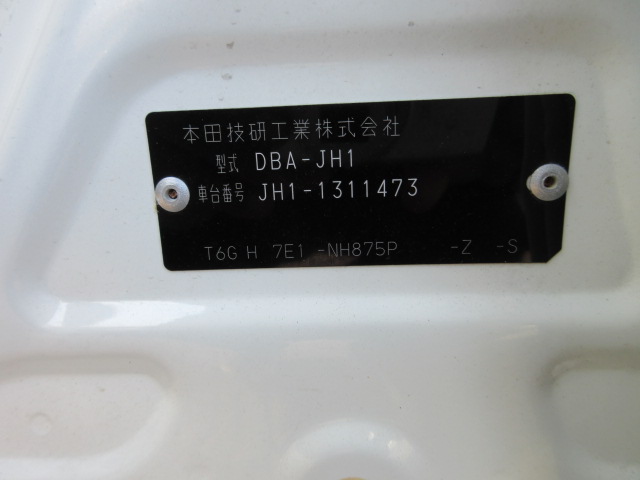 本田技研工業株式会社
型式 DBA-JH1
車台番号 JH1-1311473
T6G H 7E1 -NH875P -Z -S